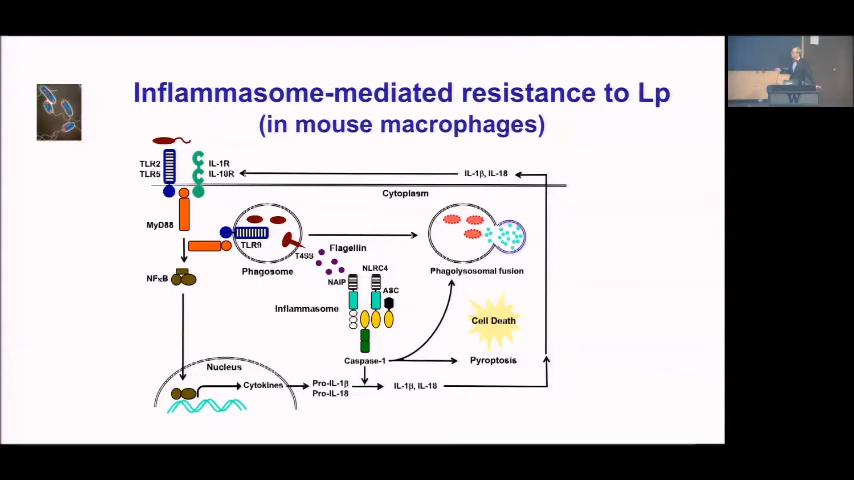 Inflammasome-mediated resistance to Lp
(in mouse macrophages)
TLR2
TLR5
IL-1R
IL-18R
IL-1β, IL-18
Cytoplasm
MyD88
TLR9
T4SS
Flagellin
Phagosome
NLRC4
Phagolysosomal fusion
NFκB
NAIP
ASC
Inflammasome
Cell Death
Caspase-1
Pyroptosis
Nucleus
Cytokines
Pro-IL-1β
Pro-IL-18
IL-1β, IL-18
W